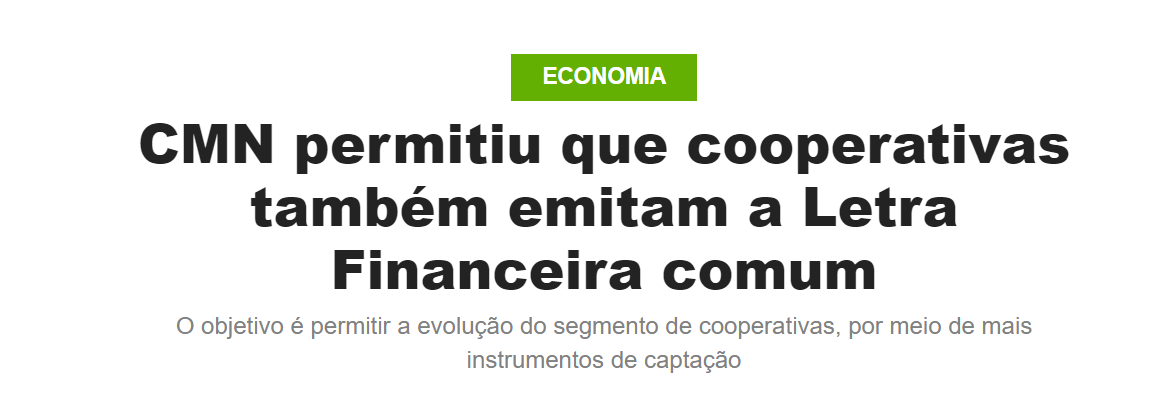 ECONOMIA
CMN permitiu que cooperativas
também emitam a Letra
Financeira comum
O objetivo é permitir a evolução do segmento de cooperativas, por meio de mais
instrumentos de captação